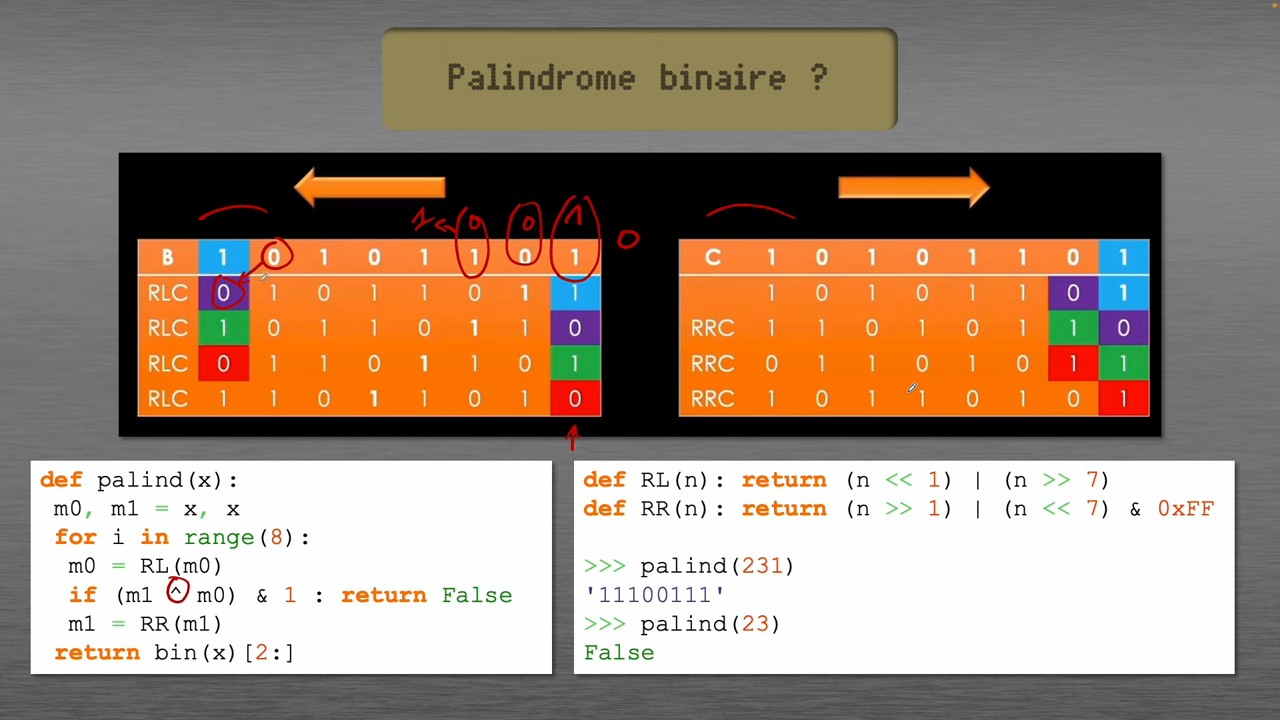 Palindrome binaire ?
1 0 0 1 0
B 1 0 1 0 1 1 0 1
RLC 0 1 0 1 1 0 1 1
RLC 1 0 1 1 0 1 1 0
RLC 0 1 1 0 1 1 0 1
RLC 1 1 0 1 1 0 1 0
C 1 0 1 0 1 1 0 1
1 0 1 0 1 1 0 1
RRC 1 1 0 1 0 1 1 0
RRC 0 1 1 0 1 0 1 1
RRC 1 0 1 1 0 1 0 1
def palind(x):
m0, m1 = x, x
for i in range(8):
m0 = RL(m0)
if (m1 ^ m0) & 1 : return False
m1 = RR(m1)
return bin(x)[2:]
def RL(n): return (n << 1) | (n >> 7)
def RR(n): return (n >> 1) | (n << 7) & 0xFF
>>> palind(231)
'11100111'
>>> palind(23)
False